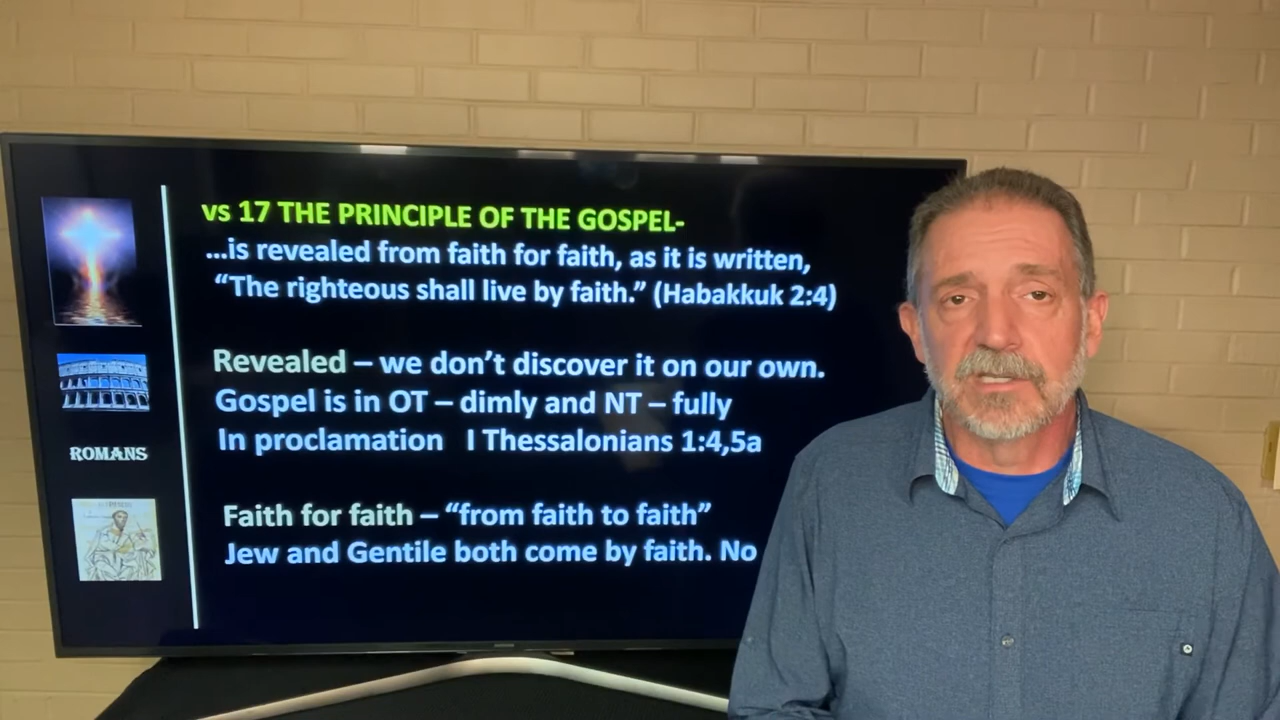 vs 17 THE PRINCIPLE OF THE GOSPEL-
...is revealed from faith for faith, as it is written,
“The righteous shall live by faith.” (Habakkuk 2:4)
Revealed – we don’t discover it on our own.
Gospel is in OT – dimly and NT – fully
In proclamation I Thessalonians 1:4,5a
Faith for faith – “from faith to faith”
Jew and Gentile both come by faith. No
ROMANS